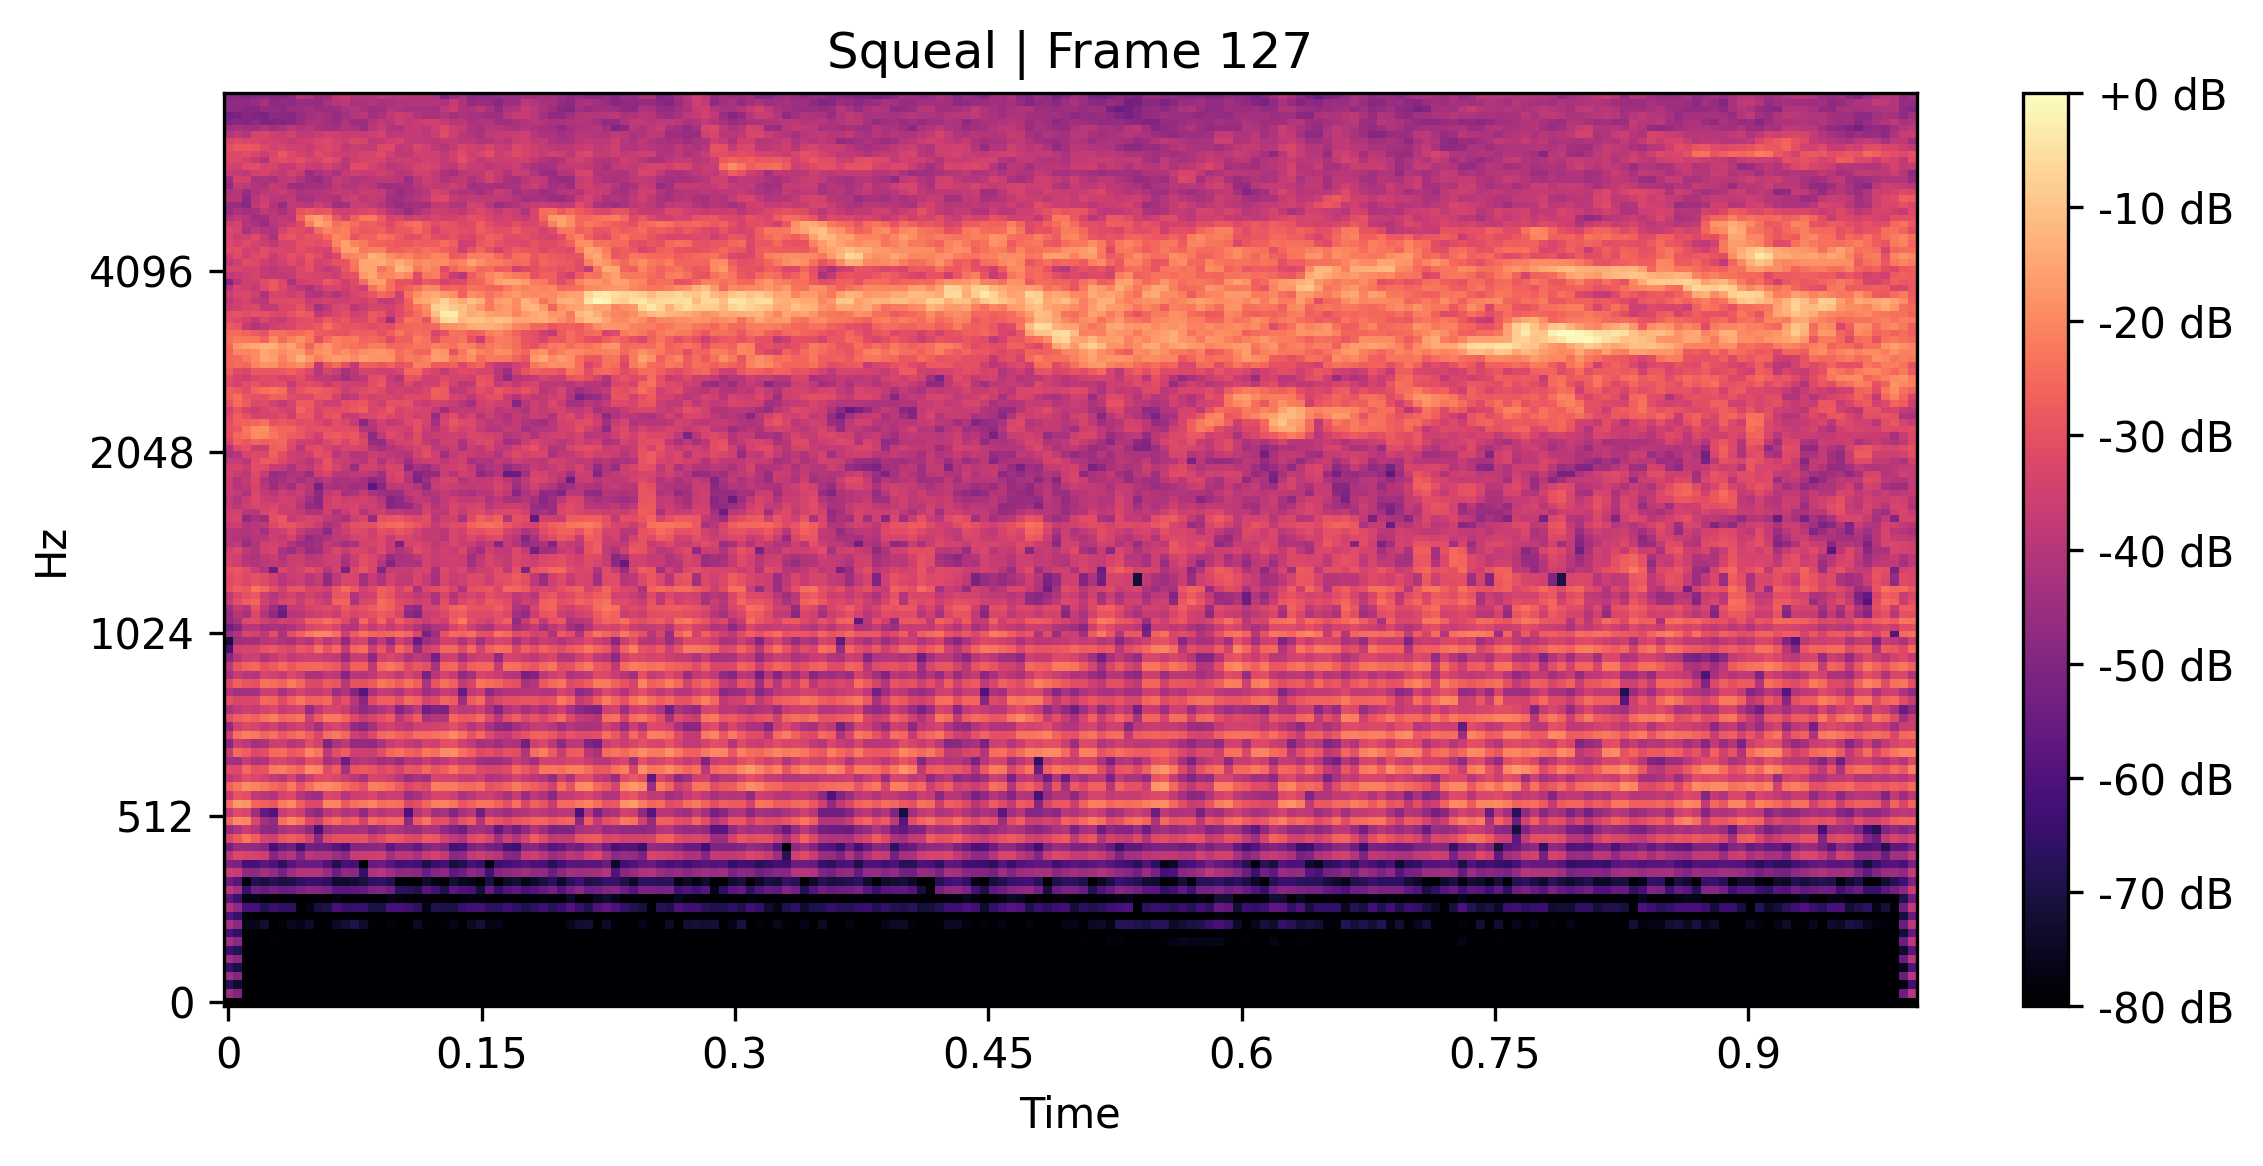 Squeal | Frame 127
Hz
4096
2048
1024
512
0
0 0.15 0.3 0.45 0.6 0.75 0.9
Time
+0 dB
-10 dB
-20 dB
-30 dB
-40 dB
-50 dB
-60 dB
-70 dB
-80 dB